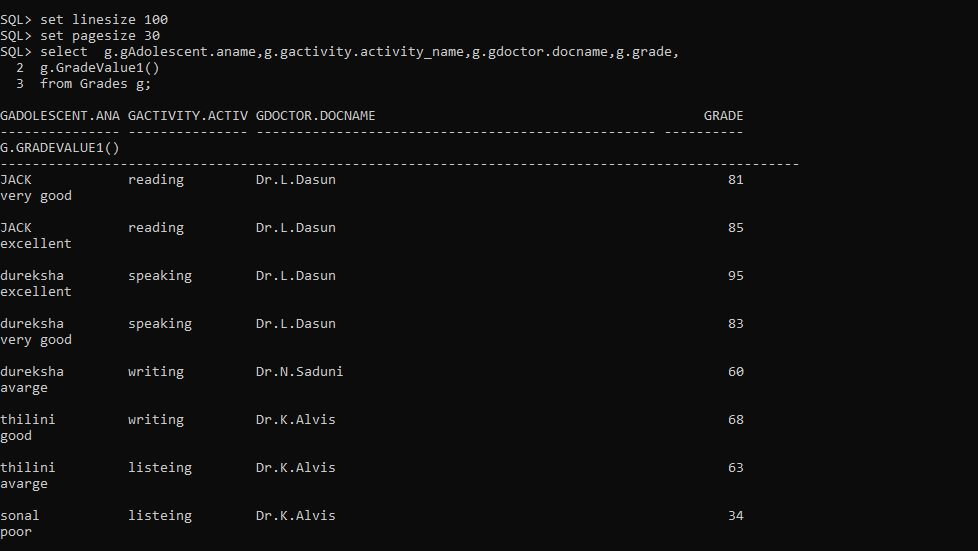 SQL> set linesize 100
SQL> set pagesize 30
SQL> select  g.gAdolescent.aname,g.gactivity.activity_name,g.gdoctor.docname,g.grade,
  2  g.GradeValue1()
  3  from Grades g;
GADOLESCENT.ANA GACTIVITY.ACTIV GDOCTOR.DOCNAME                                         GRADE
--------------- --------------- -------------------------------------------------- ----------
G.GRADEVALUE1()
----------------------------------------------------------------------------------------------------
JACK            reading         Dr.L.Dasun                                                 81
very good
JACK            reading         Dr.L.Dasun                                                 85
excellent
dureksha        speaking        Dr.L.Dasun                                                 95
excellent
dureksha        speaking        Dr.L.Dasun                                                 83
very good
dureksha        writing         Dr.N.Saduni                                                60
avarge
thilini         writing         Dr.K.Alvis                                                 68
good
thilini         listeing        Dr.K.Alvis                                                 63
avarge
sonal           listeing        Dr.K.Alvis                                                 34
poor